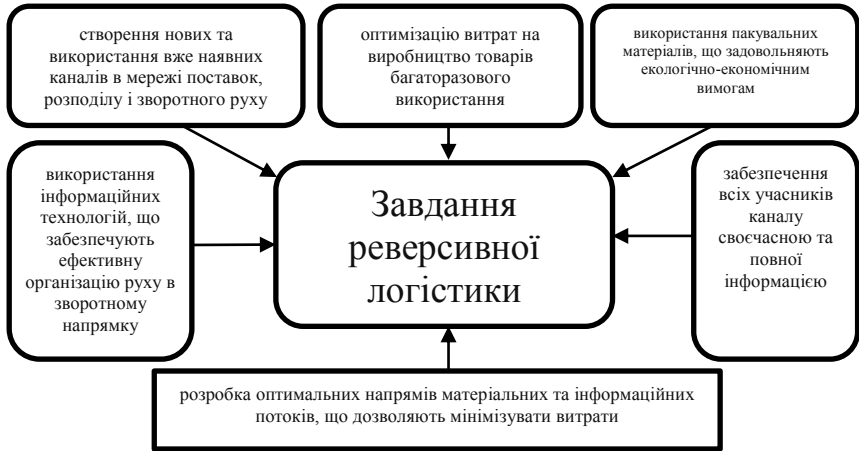 створення нових та
використання вже наявних
каналів в мережі поставок,
розподілу і зворотного руху
оптимізацію витрат на
виробництво товарів
багаторазового
використання
використання пакувальних
матеріалів, що задовольняють
екологічно-економічним
вимогам
використання
інформаційних
технологій, що
забезпечують
ефективну
організацію руху в
зворотному
напрямку
Завдання
реверсивної
логістики
забезпечення
всіх учасників
каналу
своєчасною та
повної
інформацією
розробка оптимальних напрямів матеріальних та інформаційних
потоків, що дозволяють мінімізувати витрати